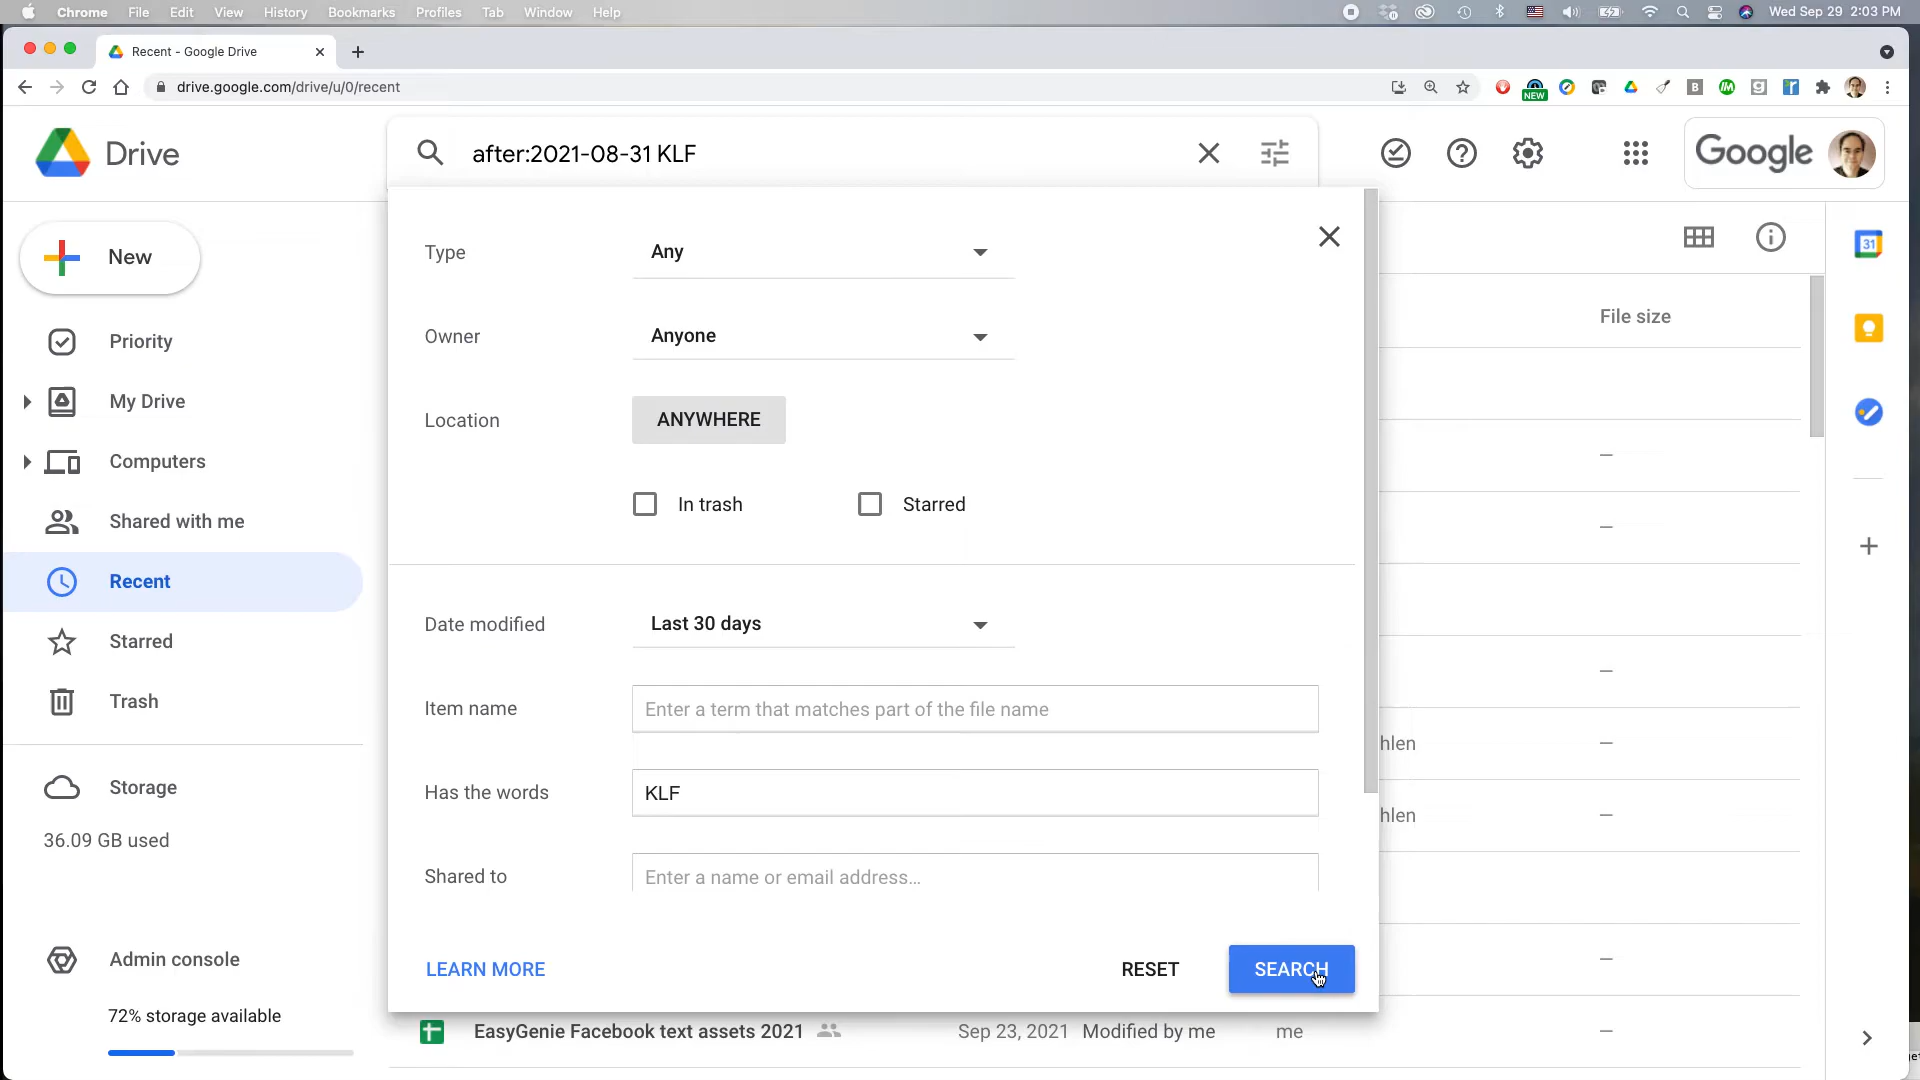 Chrome File Edit View History Bookmarks Profiles Tab Window Help
Wed Sep 29 2:03 PM
Recent - Google Drive
drive.google.com/drive/u/0/recent
NEW
Drive
after:2021-08-31 KLF
Google
New
Type Any
31
File size
Priority
Owner Anyone
My Drive
Location ANYWHERE
Computers
In trash Starred
Shared with me
Recent
Date modified Last 30 days
Starred
Trash
Item name Enter a term that matches part of the file name
hlen
Storage
Has the words KLF
hlen
36.09 GB used
Shared to Enter a name or email address...
Admin console
LEARN MORE RESET SEARCH
72% storage available
EasyGenie Facebook text assets 2021 Sep 23, 2021 Modified by me me